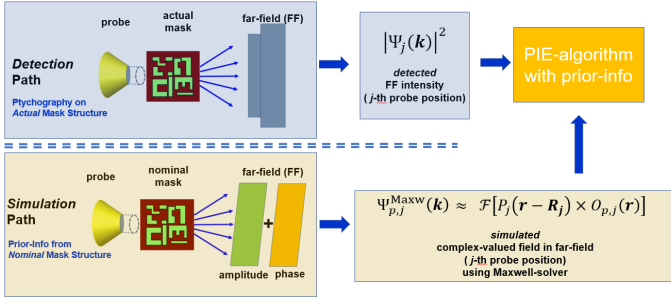 probe
actual
mask
far-field (FF)
Detection
Path
Ptychography on
Actual Mask Structure
|Ψj(k)|²
detected
FF intensity
( j-th probe position)
PIE-algorithm
with prior-info
Simulation
Path
Prior-Info from
Nominal Mask Structure
probe
nominal
mask
far-field (FF)
+
amplitude
phase
Ψp,j^Maxw(k) ≈ ℱ[Pj(r − Rj) × Op,j(r)]
simulated
complex-valued field in far-field
( j-th probe position)
using Maxwell-solver